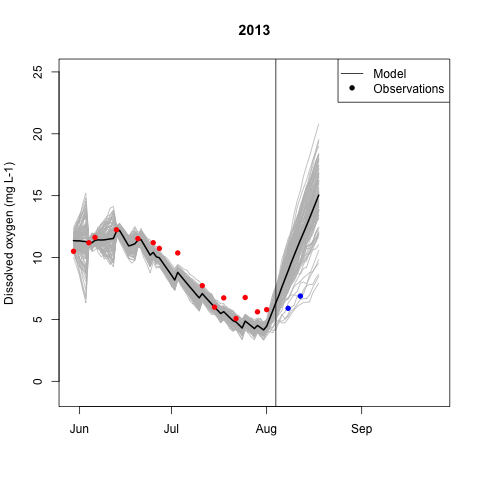 2013
Model
Observations
Dissolved oxygen (mg L-1)
25
20
15
10
5
0
Jun
Jul
Aug
Sep